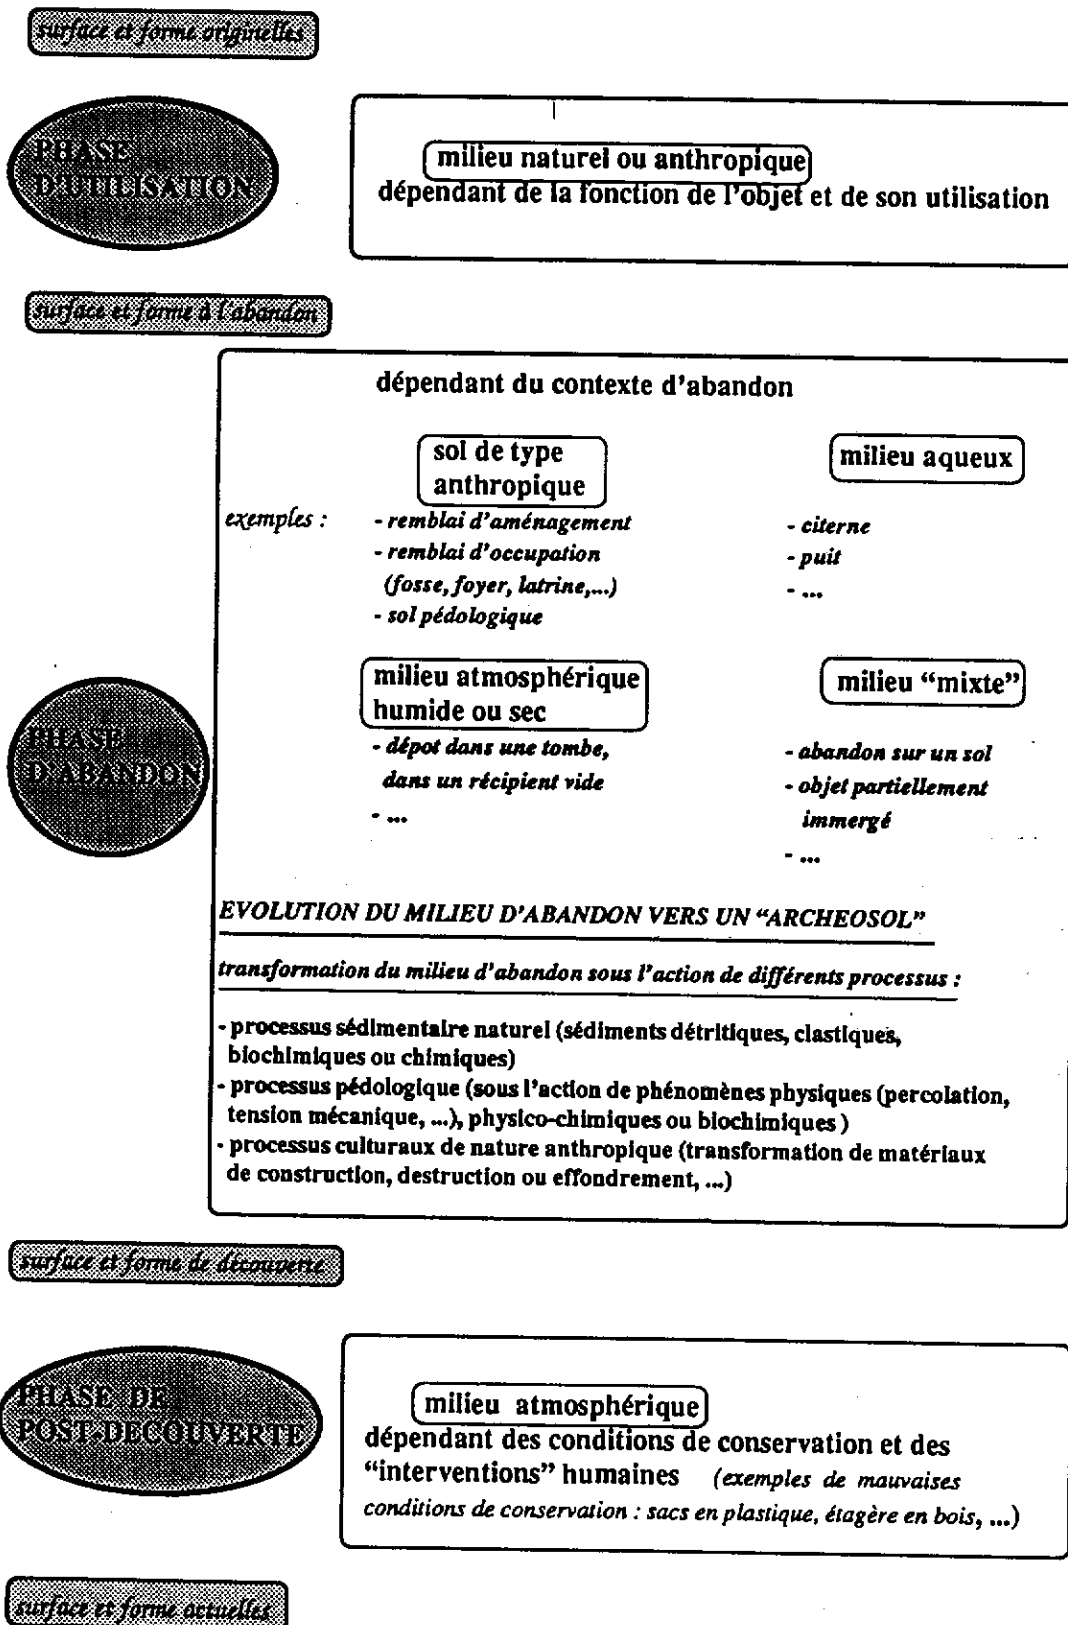 surface et forme originelles
PHASE
D'UTILISATION
milieu naturel ou anthropique
dépendant de la fonction de l'objet et de son utilisation
surface et forme à l'abandon
dépendant du contexte d'abandon
sol de type
anthropique
milieu aqueux
exemples :
- remblai d'aménagement
- remblai d'occupation
(fosse, foyer, latrine,...)
- sol pédologique
- citerne
- puit
- ...
PHASE
D'ABANDON
milieu atmosphérique
humide ou sec
- dépot dans une tombe,
dans un récipient vide
- ...
milieu “mixte”
- abandon sur un sol
- objet partiellement
immergé
- ...
EVOLUTION DU MILIEU D'ABANDON VERS UN “ARCHEOSOL”
transformation du milieu d'abandon sous l'action de différents processus :
- processus sédimentaire naturel (sédiments détritiques, clastiques,
biochimiques ou chimiques)
- processus pédologique (sous l'action de phénomènes physiques (percolation,
tension mécanique, ...), physico-chimiques ou biochimiques )
- processus culturaux de nature anthropique (transformation de matériaux
de construction, destruction ou effondrement, ...)
surface et forme de découverte
PHASE DE
POST-DECOUVERTE
milieu atmosphérique
dépendant des conditions de conservation et des
“interventions” humaines (exemples de mauvaises
conditions de conservation : sacs en plastique, étagère en bois, ...)
surface et forme actuelles